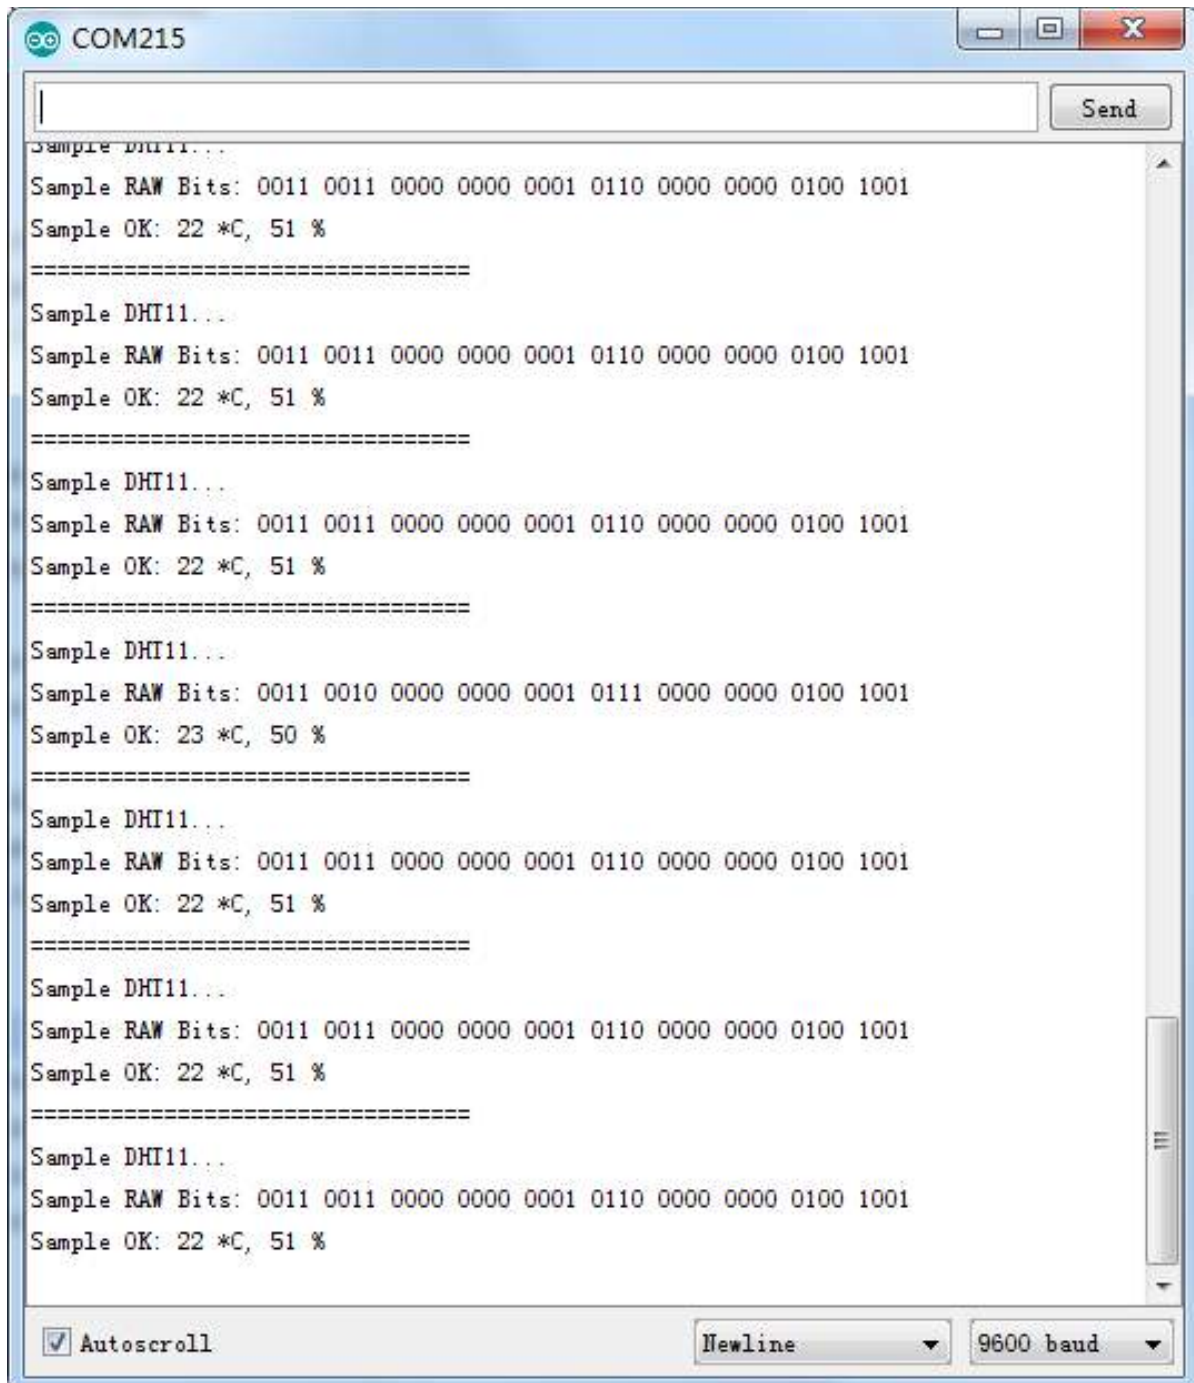 COM215
Send
Sample DHT11...
Sample RAW Bits: 0011 0011 0000 0000 0001 0110 0000 0000 0100 1001
Sample OK: 22 *C, 51 %
=================================
Sample DHT11...
Sample RAW Bits: 0011 0011 0000 0000 0001 0110 0000 0000 0100 1001
Sample OK: 22 *C, 51 %
=================================
Sample DHT11...
Sample RAW Bits: 0011 0011 0000 0000 0001 0110 0000 0000 0100 1001
Sample OK: 22 *C, 51 %
=================================
Sample DHT11...
Sample RAW Bits: 0011 0010 0000 0000 0001 0111 0000 0000 0100 1001
Sample OK: 23 *C, 50 %
=================================
Sample DHT11...
Sample RAW Bits: 0011 0011 0000 0000 0001 0110 0000 0000 0100 1001
Sample OK: 22 *C, 51 %
=================================
Sample DHT11...
Sample RAW Bits: 0011 0011 0000 0000 0001 0110 0000 0000 0100 1001
Sample OK: 22 *C, 51 %
=================================
Sample DHT11...
Sample RAW Bits: 0011 0011 0000 0000 0001 0110 0000 0000 0100 1001
Sample OK: 22 *C, 51 %
Autoscroll Newline 9600 baud